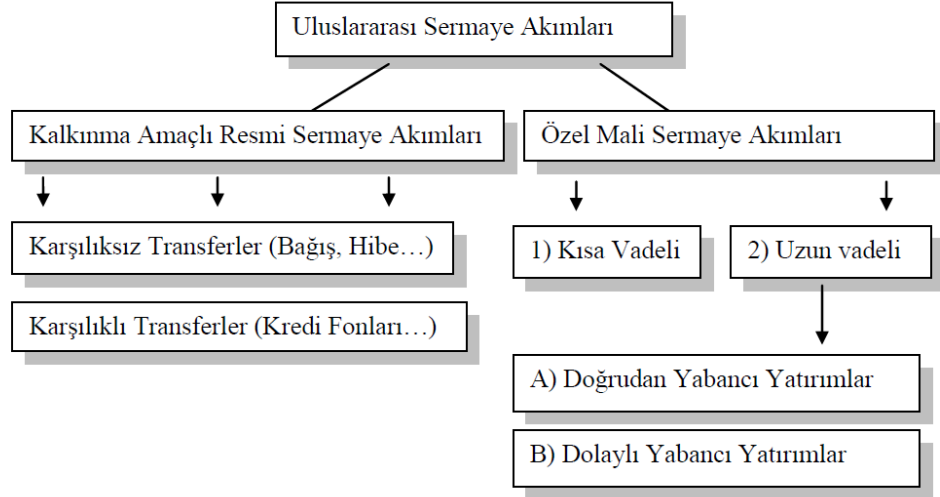 Uluslararası Sermaye Akımları
Kalkınma Amaçlı Resmi Sermaye Akımları
Özel Mali Sermaye Akımları
Karşılıksız Transferler (Bağış, Hibe…)
Karşılıklı Transferler (Kredi Fonları…)
1) Kısa Vadeli
2) Uzun vadeli
A) Doğrudan Yabancı Yatırımlar
B) Dolaylı Yabancı Yatırımlar